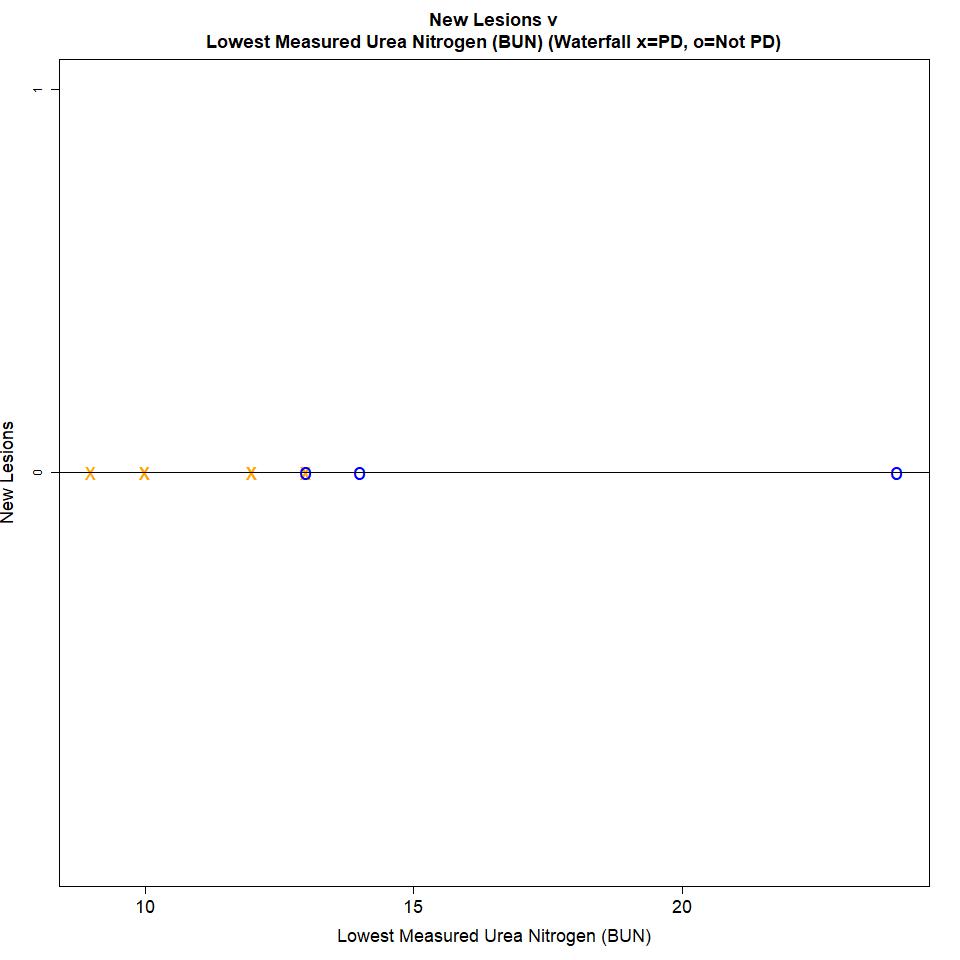 New Lesions v
Lowest Measured Urea Nitrogen (BUN) (Waterfall x=PD, o=Not PD)
1
New Lesions
0
x x x x o o o
10 15 20
Lowest Measured Urea Nitrogen (BUN)